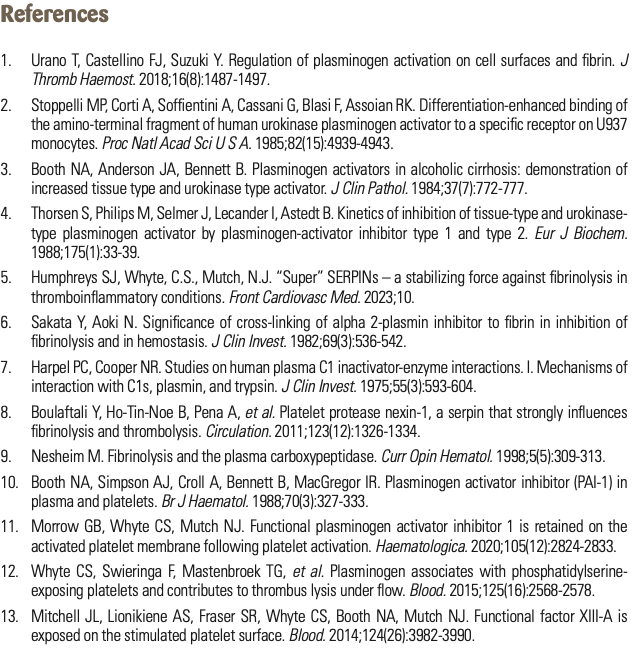 References
1. Urano T, Castellino FJ, Suzuki Y. Regulation of plasminogen activation on cell surfaces and fibrin. J
Thromb Haemost. 2018;16(8):1487-1497.
2. Stoppelli MP, Corti A, Soffientini A, Cassani G, Blasi F, Assoian RK. Differentiation-enhanced binding of
the amino-terminal fragment of human urokinase plasminogen activator to a specific receptor on U937
monocytes. Proc Natl Acad Sci U S A. 1985;82(15):4939-4943.
3. Booth NA, Anderson JA, Bennett B. Plasminogen activators in alcoholic cirrhosis: demonstration of
increased tissue type and urokinase type activator. J Clin Pathol. 1984;37(7):772-777.
4. Thorsen S, Philips M, Selmer J, Lecander I, Astedt B. Kinetics of inhibition of tissue-type and urokinase-
type plasminogen activator by plasminogen-activator inhibitor type 1 and type 2. Eur J Biochem.
1988;175(1):33-39.
5. Humphreys SJ, Whyte, C.S., Mutch, N.J. “Super” SERPINs – a stabilizing force against fibrinolysis in
thromboinflammatory conditions. Front Cardiovasc Med. 2023;10.
6. Sakata Y, Aoki N. Significance of cross-linking of alpha 2-plasmin inhibitor to fibrin in inhibition of
fibrinolysis and in hemostasis. J Clin Invest. 1982;69(3):536-542.
7. Harpel PC, Cooper NR. Studies on human plasma C1 inactivator-enzyme interactions. I. Mechanisms of
interaction with C1s, plasmin, and trypsin. J Clin Invest. 1975;55(3):593-604.
8. Boulaftali Y, Ho-Tin-Noe B, Pena A, et al. Platelet protease nexin-1, a serpin that strongly influences
fibrinolysis and thrombolysis. Circulation. 2011;123(12):1326-1334.
9. Nesheim M. Fibrinolysis and the plasma carboxypeptidase. Curr Opin Hematol. 1998;5(5):309-313.
10. Booth NA, Simpson AJ, Croll A, Bennett B, MacGregor IR. Plasminogen activator inhibitor (PAI-1) in
plasma and platelets. Br J Haematol. 1988;70(3):327-333.
11. Morrow GB, Whyte CS, Mutch NJ. Functional plasminogen activator inhibitor 1 is retained on the
activated platelet membrane following platelet activation. Haematologica. 2020;105(12):2824-2833.
12. Whyte CS, Swieringa F, Mastenbroek TG, et al. Plasminogen associates with phosphatidylserine-
exposing platelets and contributes to thrombus lysis under flow. Blood. 2015;125(16):2568-2578.
13. Mitchell JL, Lionikiene AS, Fraser SR, Whyte CS, Booth NA, Mutch NJ. Functional factor XIII-A is
exposed on the stimulated platelet surface. Blood. 2014;124(26):3982-3990.